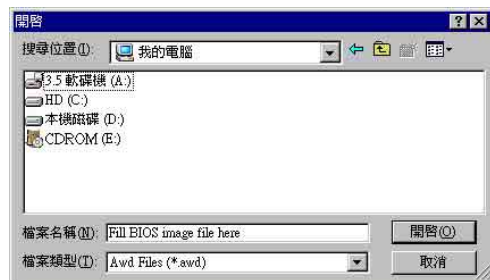 開啓
搜尋位置(I): 我的電腦
3.5 軟碟機 (A:)
HD (C:)
本機磁碟 (D:)
CDROM (E:)
檔案名稱(N): Fill BIOS image file here 開啓(O)
檔案類型(T): Awd Files (*.awd) 取消